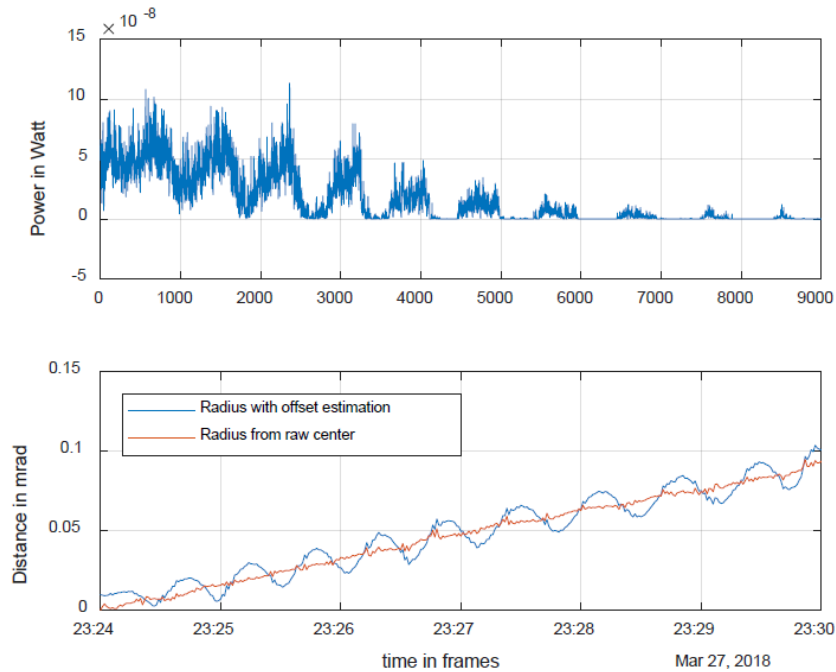 × 10 -8
15
10
5
0
-5
Power in Watt
0 1000 2000 3000 4000 5000 6000 7000 8000 9000
0.15
0.1
0.05
0
Distance in mrad
Radius with offset estimation
Radius from raw center
23:24 23:25 23:26 23:27 23:28 23:29 23:30
time in frames
Mar 27, 2018